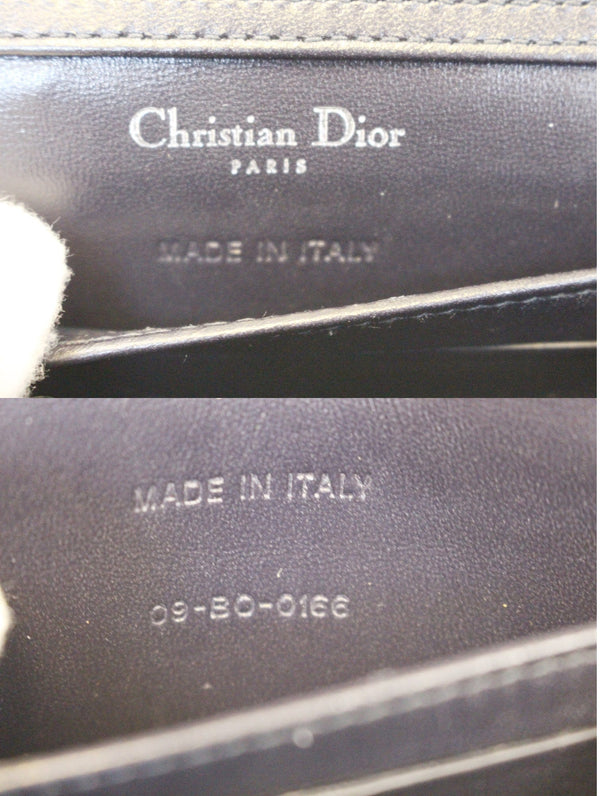 Christian Dior
PARIS
MADE IN ITALY
MADE IN ITALY
09-BO-0166